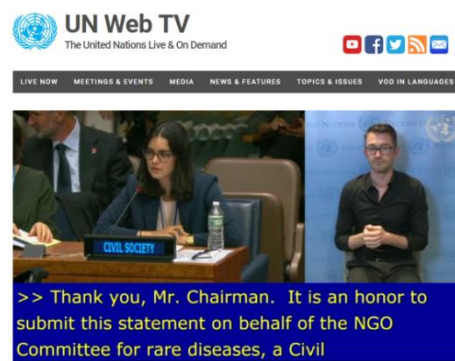 UN Web TV
The United Nations Live & On Demand
LIVE NOW MEETINGS & EVENTS MEDIA NEWS & FEATURES TOPICS & ISSUES VOD IN LANGUAGES
CIVIL SOCIETY
>> Thank you, Mr. Chairman. It is an honor to
submit this statement on behalf of the NGO
Committee for rare diseases, a Civil